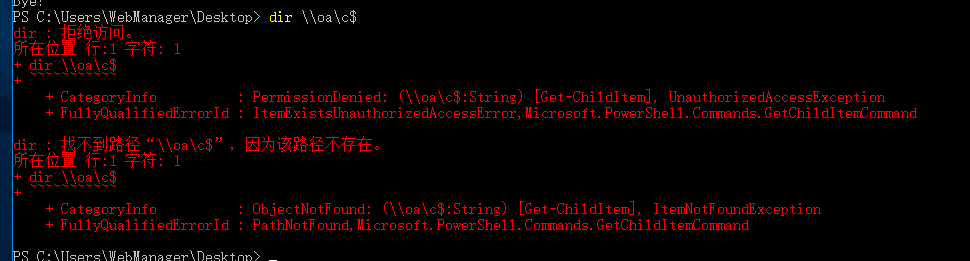 Bye!
PS C:\Users\WebManager\Desktop> dir \\oa\c$
dir : 拒绝访问。
所在位置 行:1 字符: 1
+ dir \\oa\c$
+ ~~~~~~~~~~~
+ CategoryInfo : PermissionDenied: (\\oa\c$:String) [Get-ChildItem], UnauthorizedAccessException
+ FullyQualifiedErrorId : ItemExistsUnauthorizedAccessError,Microsoft.PowerShell.Commands.GetChildItemCommand
dir : 找不到路径“\\oa\c$”，因为该路径不存在。
所在位置 行:1 字符: 1
+ dir \\oa\c$
+ ~~~~~~~~~~~
+ CategoryInfo : ObjectNotFound: (\\oa\c$:String) [Get-ChildItem], ItemNotFoundException
+ FullyQualifiedErrorId : PathNotFound,Microsoft.PowerShell.Commands.GetChildItemCommand
PS C:\Users\WebManager\Desktop> _